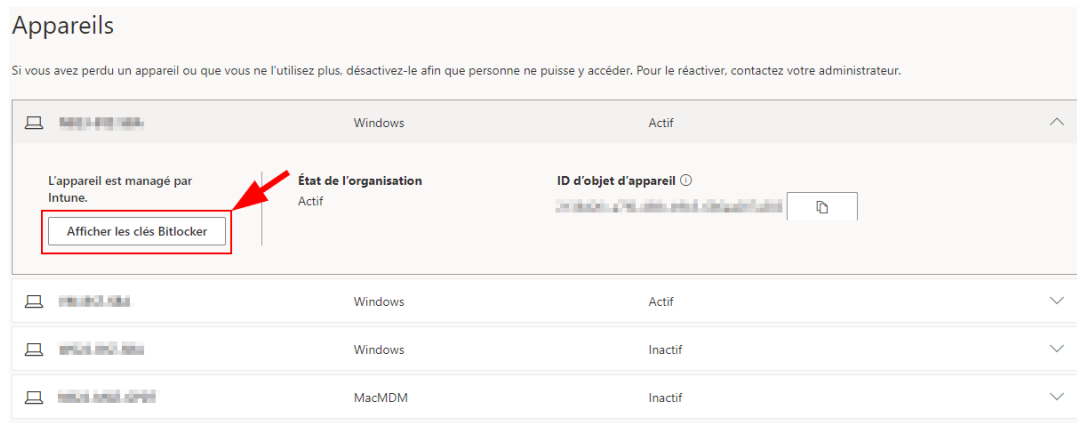 Appareils
Si vous avez perdu un appareil ou que vous ne l'utilisez plus, désactivez-le afin que personne ne puisse y accéder. Pour le réactiver, contactez votre administrateur.
Windows Actif
L'appareil est managé par
Intune.
Afficher les clés Bitlocker
État de l'organisation
Actif
ID d'objet d'appareil
Windows Actif
Windows Inactif
MacMDM Inactif